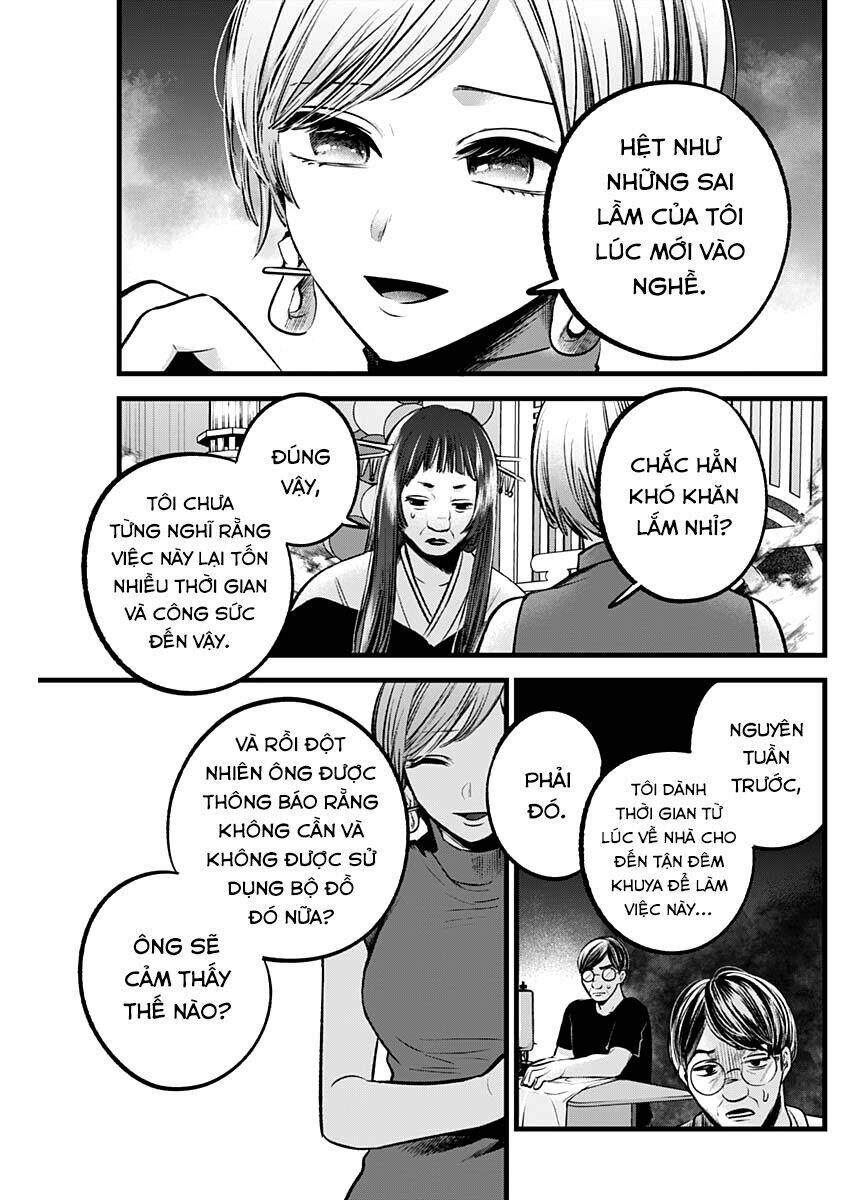 HỆT NHƯ
NHỮNG SAI
LẦM CỦA TÔI
LÚC MỚI VÀO
NGHỀ.
CHẮC HẲN
KHÓ KHĂN
LẮM NHỈ?
ĐÚNG
VẬY,
TÔI CHƯA
TỪNG NGHĨ RẰNG
VIỆC NÀY LẠI TỐN
NHIỀU THỜI GIAN
VÀ CÔNG SỨC
ĐẾN VẬY.
NGUYÊN
TUẦN
TRƯỚC,
TÔI DÀNH
THỜI GIAN TỪ
LÚC VỀ NHÀ CHO
ĐẾN TẬN ĐÊM
KHUYA ĐỂ LÀM
VIỆC NÀY...
PHẢI
ĐÓ.
VÀ RỒI ĐỘT
NHIÊN ÔNG ĐƯỢC
THÔNG BÁO RẰNG
KHÔNG CẦN VÀ
KHÔNG ĐƯỢC SỬ
DỤNG BỘ ĐỒ
ĐÓ NỮA?
ÔNG SẼ
CẢM THẤY
THẾ NÀO?